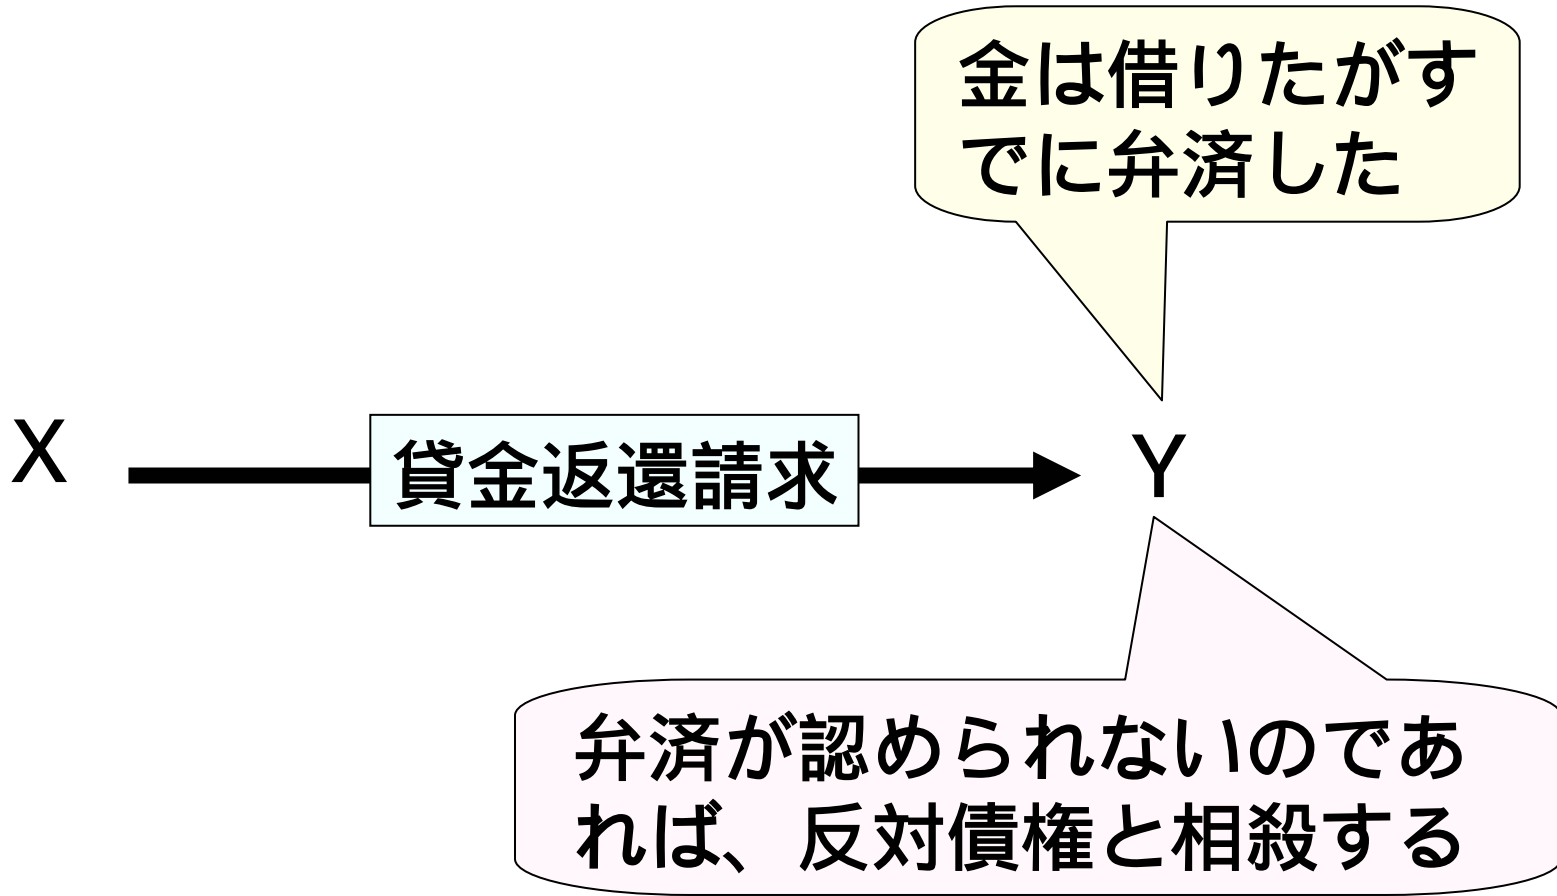 金は借りたがす
でに弁済した
X
貸金返還請求
Y
弁済が認められないのであ
れば、反対債権と相殺する